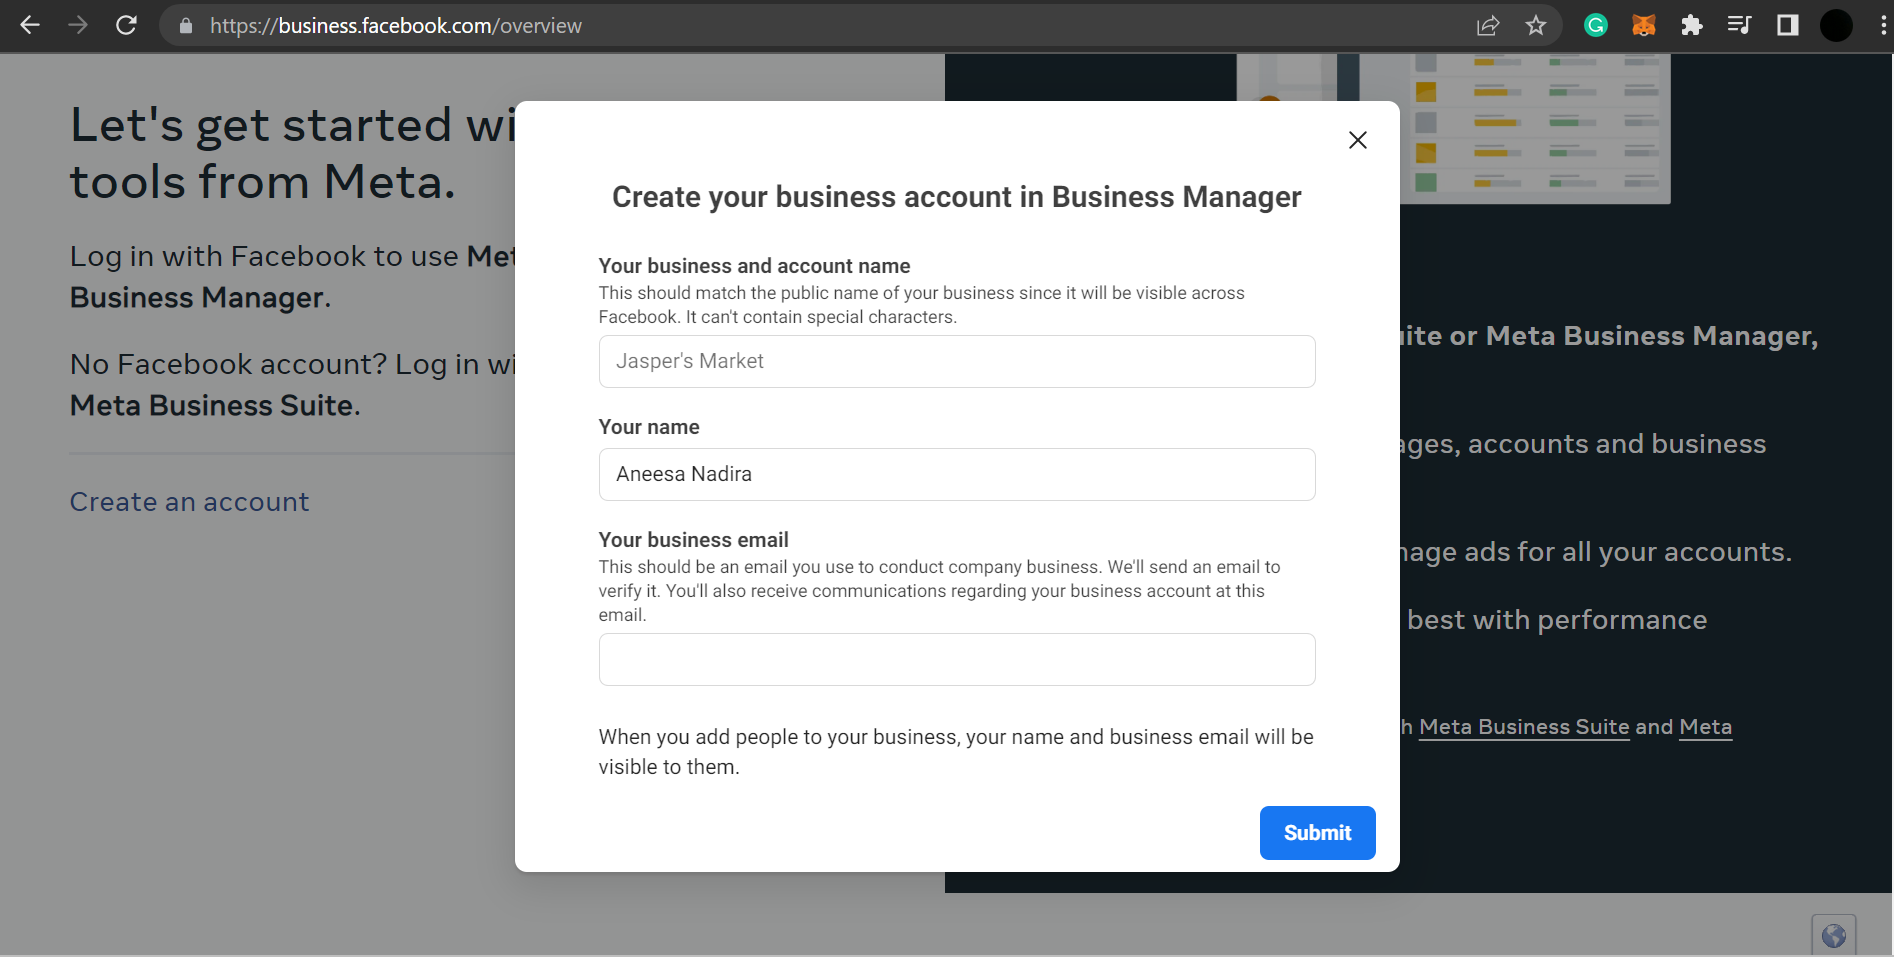 https://business.facebook.com/overview
Let's get started wi
tools from Meta.
Log in with Facebook to use Met
Business Manager.
No Facebook account? Log in wi
Meta Business Suite.
Create an account
Create your business account in Business Manager
Your business and account name
This should match the public name of your business since it will be visible across
Facebook. It can't contain special characters.
Jasper's Market
Your name
Aneesa Nadira
Your business email
This should be an email you use to conduct company business. We'll send an email to
verify it. You'll also receive communications regarding your business account at this
email.
When you add people to your business, your name and business email will be
visible to them.
Submit
uite or Meta Business Manager,
ages, accounts and business
nage ads for all your accounts.
best with performance
h Meta Business Suite and Meta